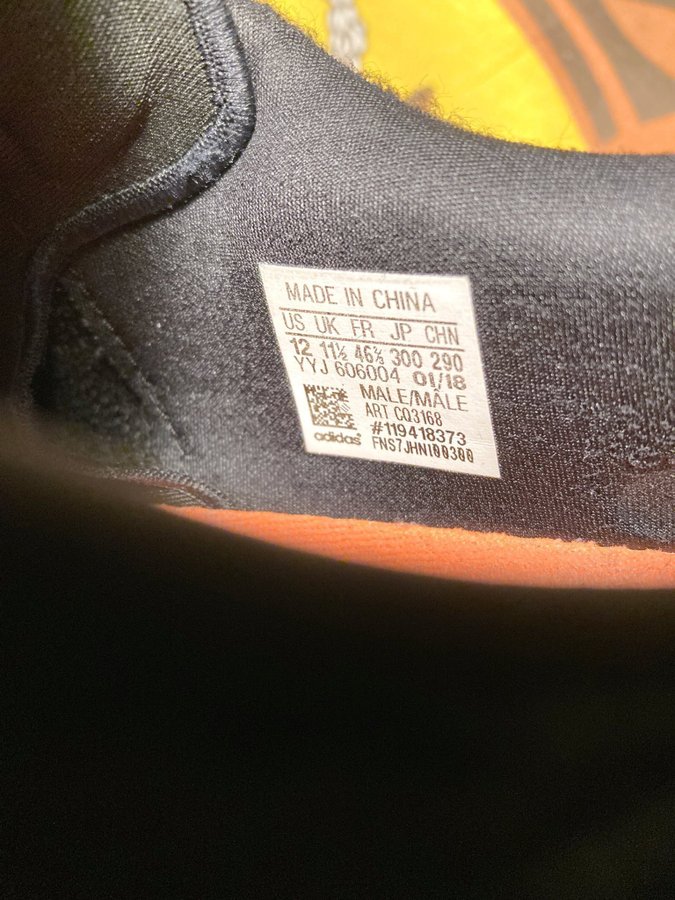 MADE IN CHINA
US UK FR JP CHN
12 11½ 46⅔ 300 290
YYJ 606004 01/18
MALE/MÂLE
ART CQ3168
#119418373
adidas
FNS7JHN100300